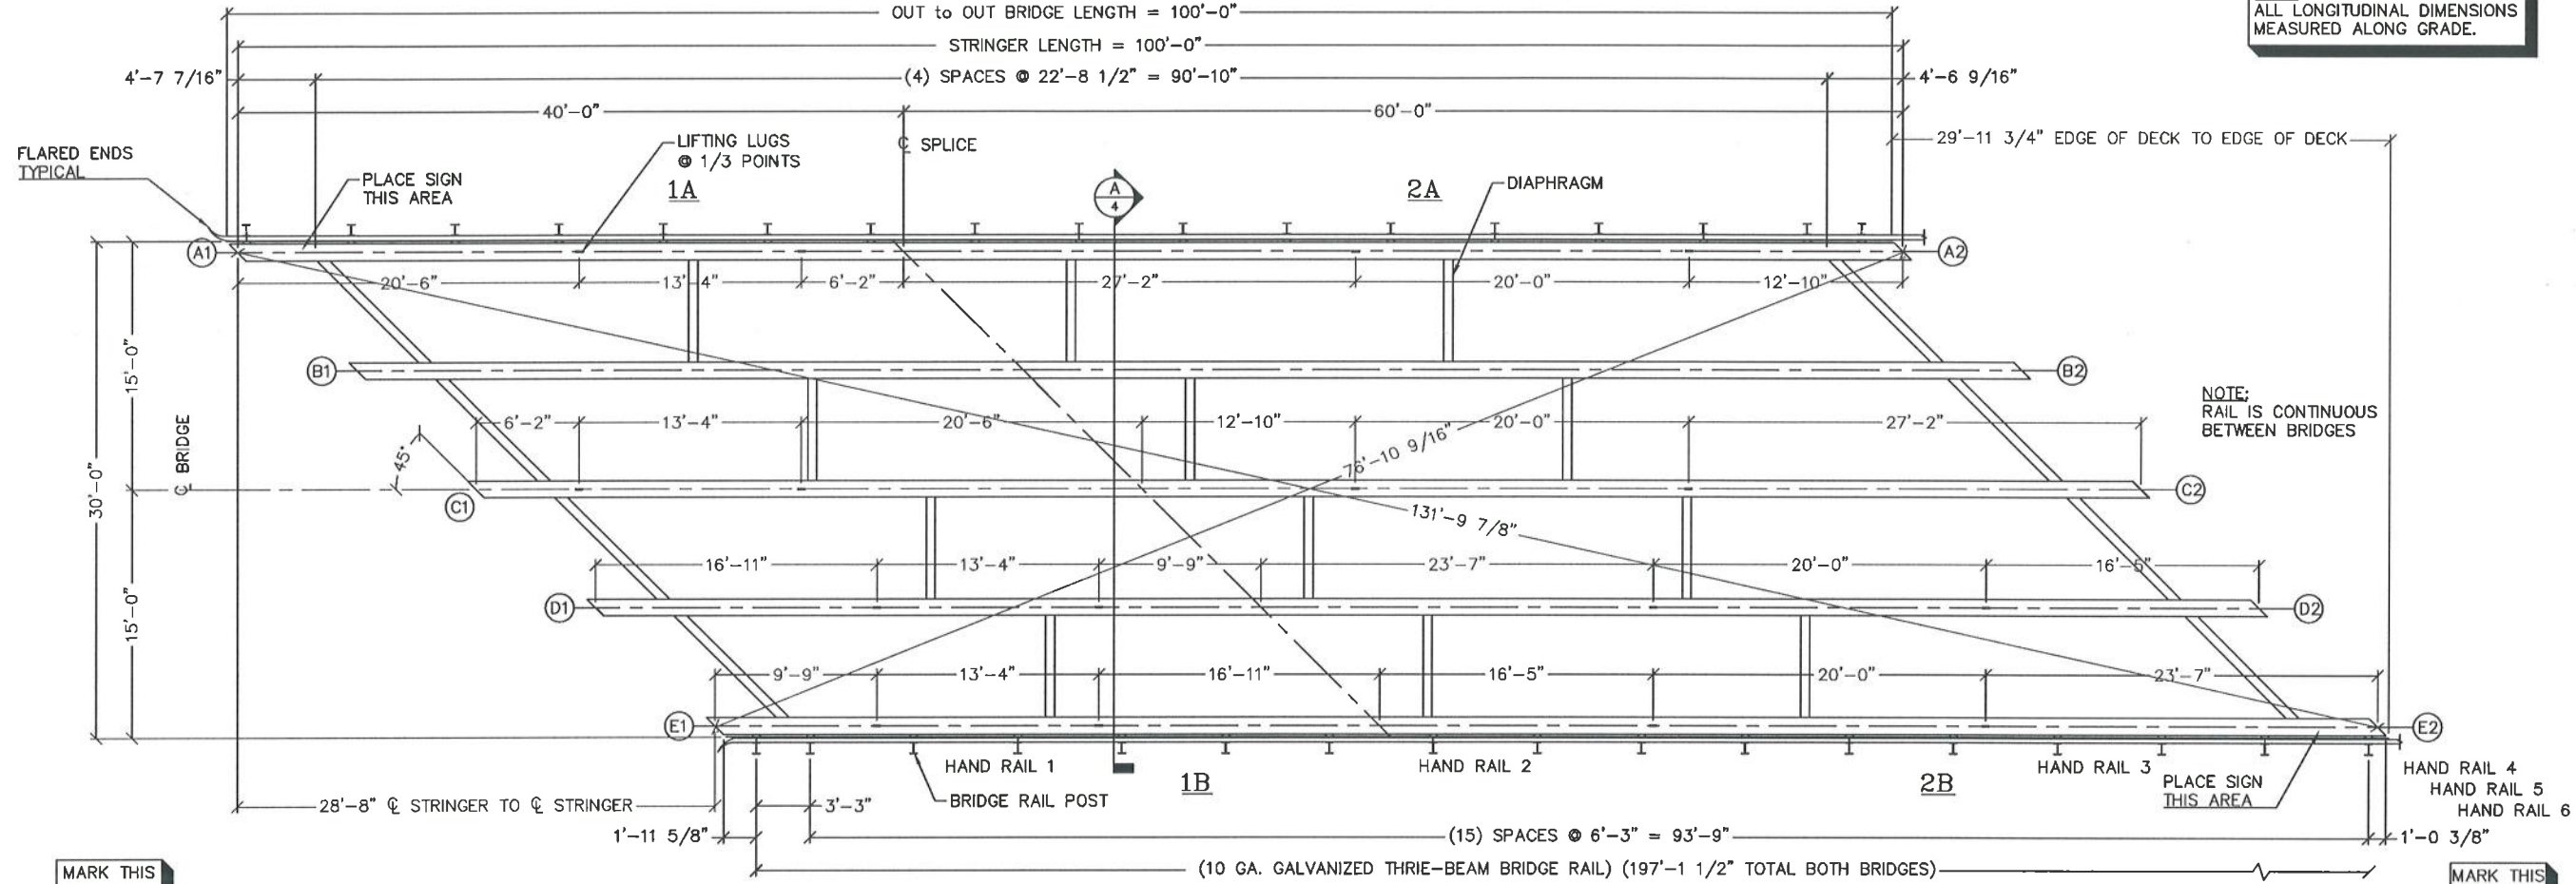 OUT to OUT BRIDGE LENGTH = 100'-0"
ALL LONGITUDINAL DIMENSIONS
MEASURED ALONG GRADE.
STRINGER LENGTH = 100'-0"
4'-7 7/16"
(4) SPACES @ 22'-8 1/2" = 90'-10"
4'-6 9/16"
40'-0"
60'-0"
FLARED ENDS
TYPICAL
LIFTING LUGS
@ 1/3 POINTS
℄ SPLICE
29'-11 3/4" EDGE OF DECK TO EDGE OF DECK
PLACE SIGN
THIS AREA
1A
A
4
2A
DIAPHRAGM
A1
A2
20'-6"
13'-4"
6'-2"
27'-2"
20'-0"
12'-10"
30'-0"
15'-0"
B1
B2
NOTE:
RAIL IS CONTINUOUS
BETWEEN BRIDGES
℄ BRIDGE
45°
6'-2"
13'-4"
20'-6"
12'-10"
20'-0"
27'-2"
76'-10 9/16"
C1
C2
131'-9 7/8"
15'-0"
16'-11"
13'-4"
9'-9"
23'-7"
20'-0"
16'-5"
D1
D2
9'-9"
13'-4"
16'-11"
16'-5"
20'-0"
23'-7"
E1
E2
HAND RAIL 1
1B
HAND RAIL 2
2B
HAND RAIL 3
PLACE SIGN
THIS AREA
HAND RAIL 4
HAND RAIL 5
HAND RAIL 6
28'-8" ℄ STRINGER TO ℄ STRINGER
3'-3"
BRIDGE RAIL POST
1'-11 5/8"
(15) SPACES @ 6'-3" = 93'-9"
1'-0 3/8"
(10 GA. GALVANIZED THRIE-BEAM BRIDGE RAIL) (197'-1 1/2" TOTAL BOTH BRIDGES)
MARK THIS
MARK THIS